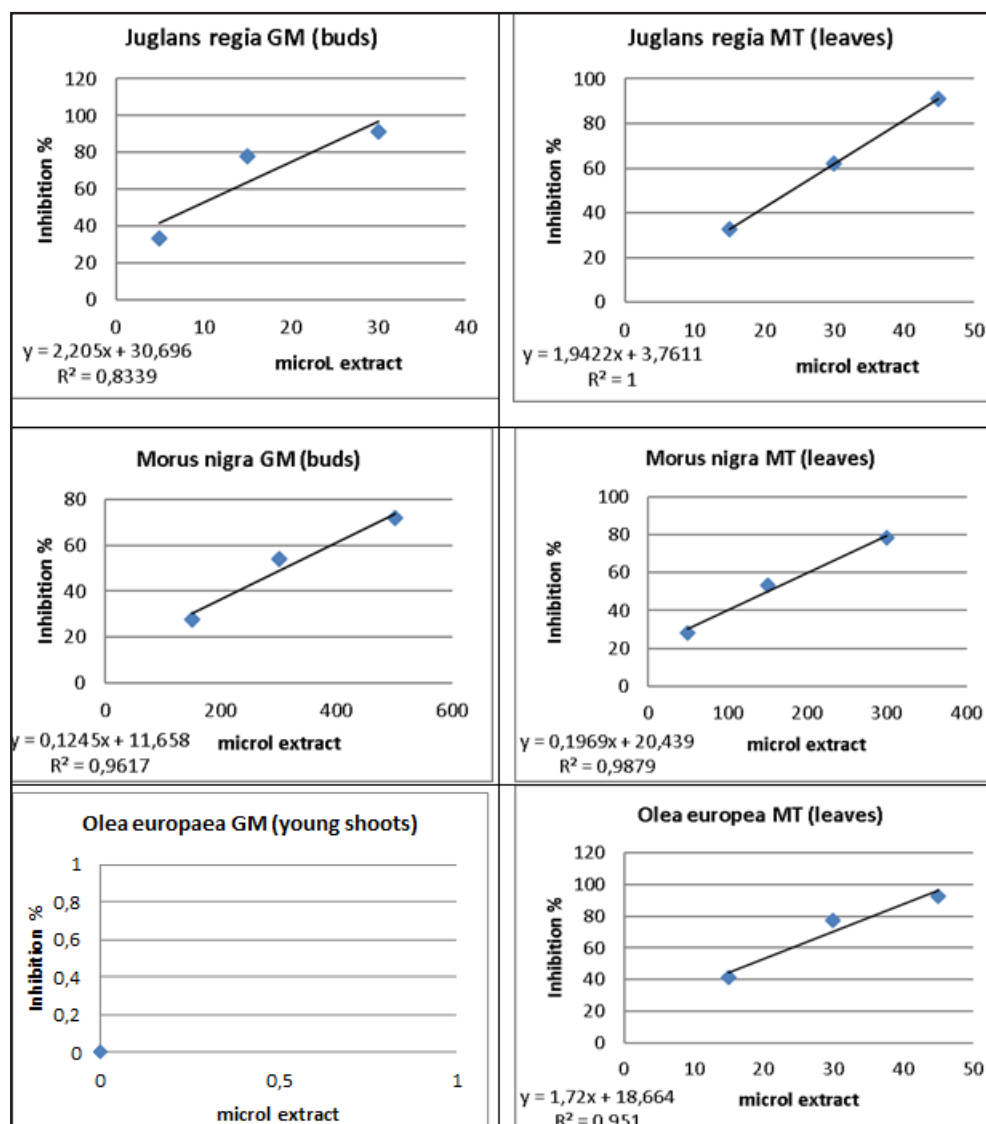 Juglans regia GM (buds)
Inhibition %
120
100
80
60
40
20
0
0 10 20 30 40
y = 2,205x + 30,696
R² = 0,8339
microL extract
Juglans regia MT (leaves)
Inhibition %
100
80
60
40
20
0
0 10 20 30 40 50
y = 1,9422x + 3,7611
R² = 1
microl extract
Morus nigra GM (buds)
Inhibition %
80
60
40
20
0
200 400 600
y = 0,1245x + 11,658
R² = 0,9617
microl extract
Morus nigra MT (leaves)
Inhibition %
100
80
60
40
20
0
0 100 200 300 400
y = 0,1969x + 20,439
R² = 0,9879
microl extract
Olea europaea GM (young shoots)
Inhibition %
1
0,8
0,6
0,4
0,2
0
0 0,5 1
microl extract
Olea europea MT (leaves)
Inhibition %
120
100
80
60
40
20
0
0 10 20 30 40 50
y = 1,72x + 18,664
R² = 0,951
microl extract